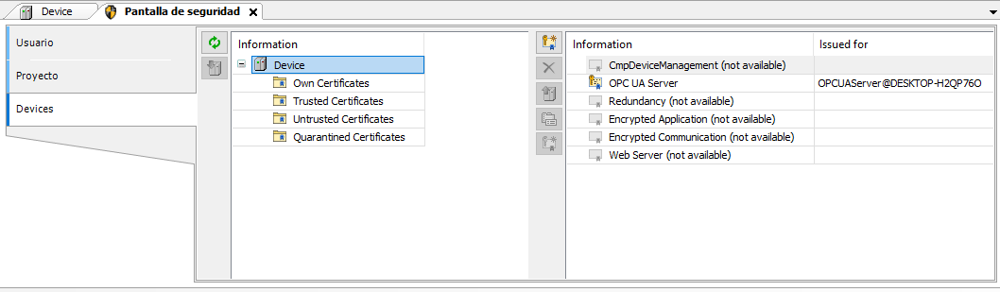 Device Pantalla de seguridad
Usuario
Proyecto
Devices
Information
Device
Own Certificates
Trusted Certificates
Untrusted Certificates
Quarantined Certificates
Information Issued for
CmpDeviceManagement (not available)
OPC UA Server OPCUAServer@DESKTOP-H2QP76O
Redundancy (not available)
Encrypted Application (not available)
Encrypted Communication (not available)
Web Server (not available)